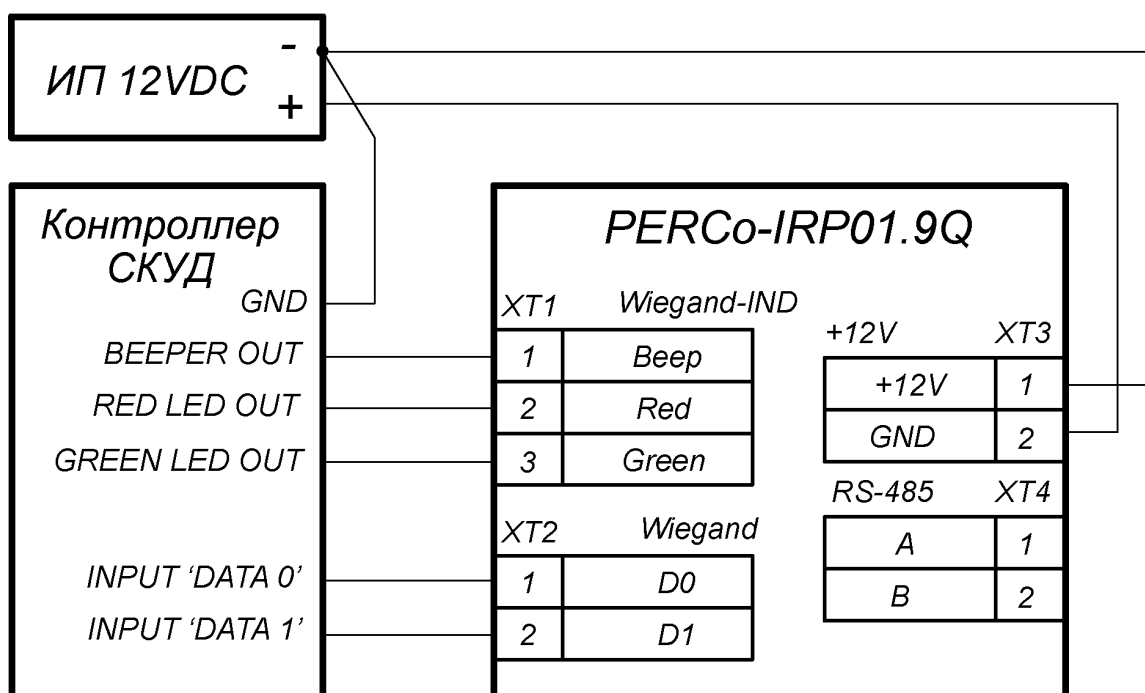 ИП 12VDC
-
+
Контроллер
СКУД
GND
BEEPER OUT
RED LED OUT
GREEN LED OUT
INPUT ‘DATA 0’
INPUT ‘DATA 1’
PERCo-IRP01.9Q
XT1 Wiegand-IND
1 Beep
2 Red
3 Green
XT2 Wiegand
1 D0
2 D1
+12V XT3
+12V 1
GND 2
RS-485 XT4
A 1
B 2